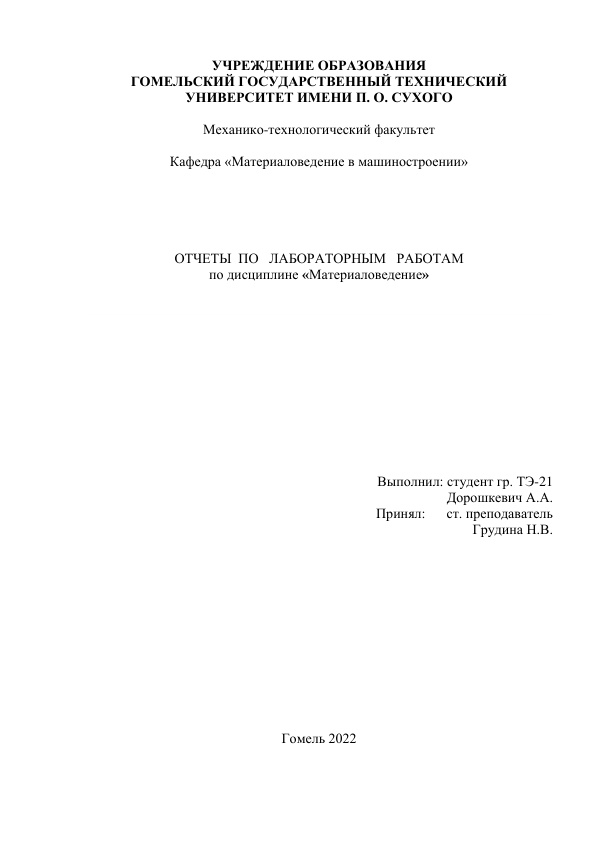 УЧРЕЖДЕНИЕ ОБРАЗОВАНИЯ
ГОМЕЛЬСКИЙ ГОСУДАРСТВЕННЫЙ ТЕХНИЧЕСКИЙ
УНИВЕРСИТЕТ ИМЕНИ П. О. СУХОГО
Механико-технологический факультет
Кафедра «Материаловедение в машиностроении»
ОТЧЕТЫ ПО ЛАБОРАТОРНЫМ РАБОТАМ
по дисциплине «Материаловедение»
Выполнил: студент гр. ТЭ-21
Дорошкевич А.А.
Принял: ст. преподаватель
Грудина Н.В.
Гомель 2022